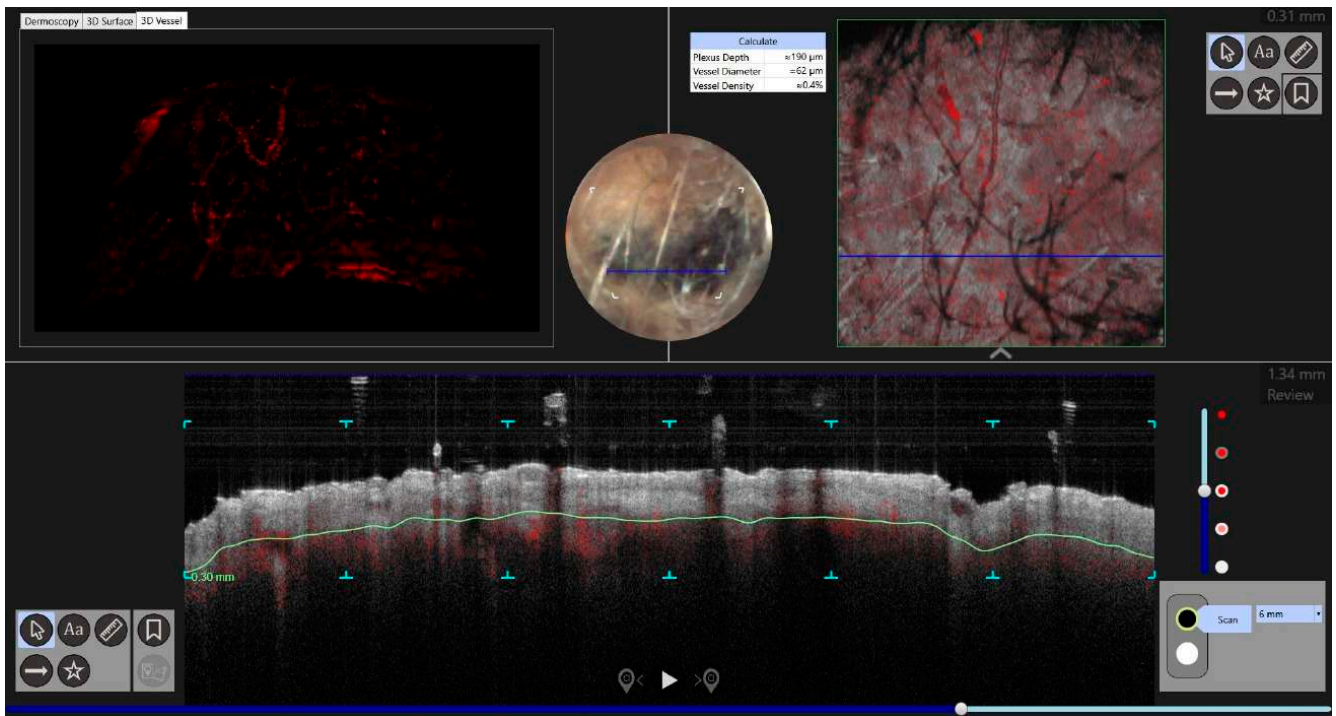 Dermoscopy 3D Surface 3D Vessel
Calculate
Plexus Depth ≈190 µm
Vessel Diameter ≈62 µm
Vessel Density ≈0.4%
0.31 mm
Aa
1.34 mm
Review
0.30 mm
Aa
Scan 6 mm